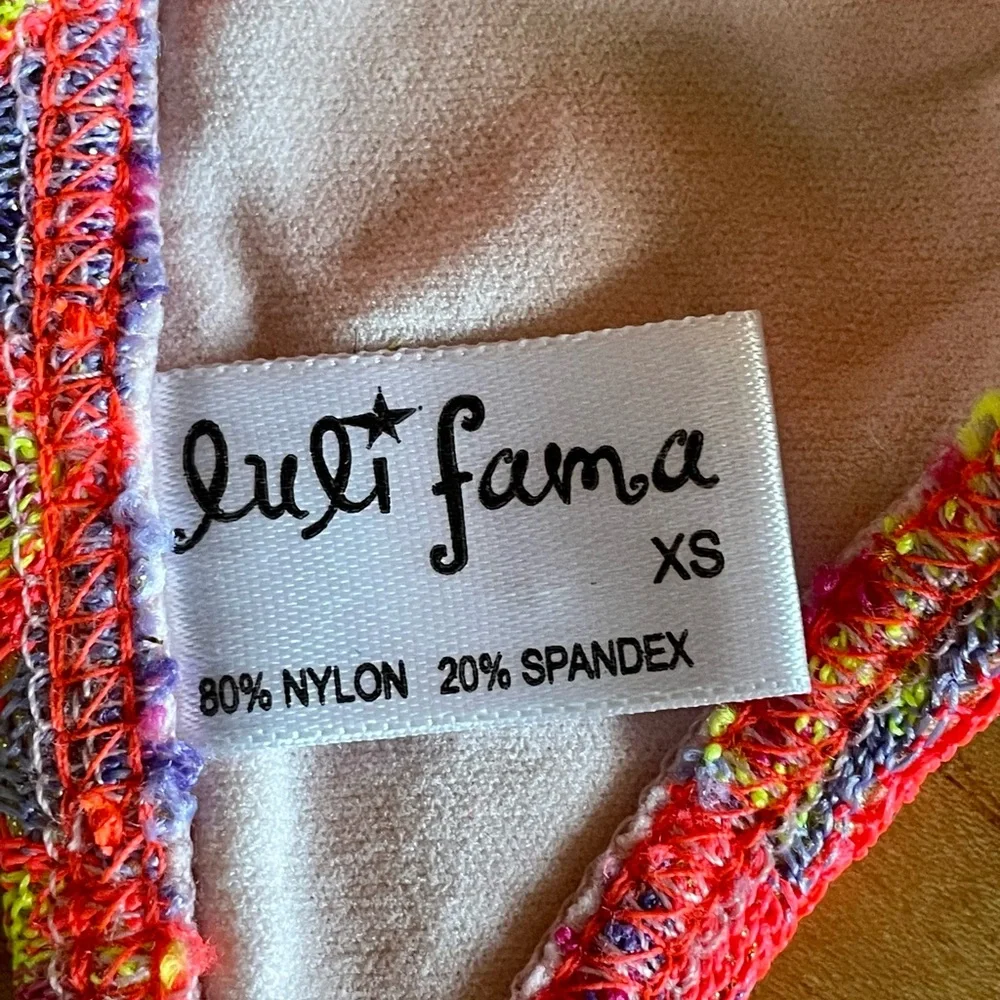 luli fama
XS
80% NYLON 20% SPANDEX